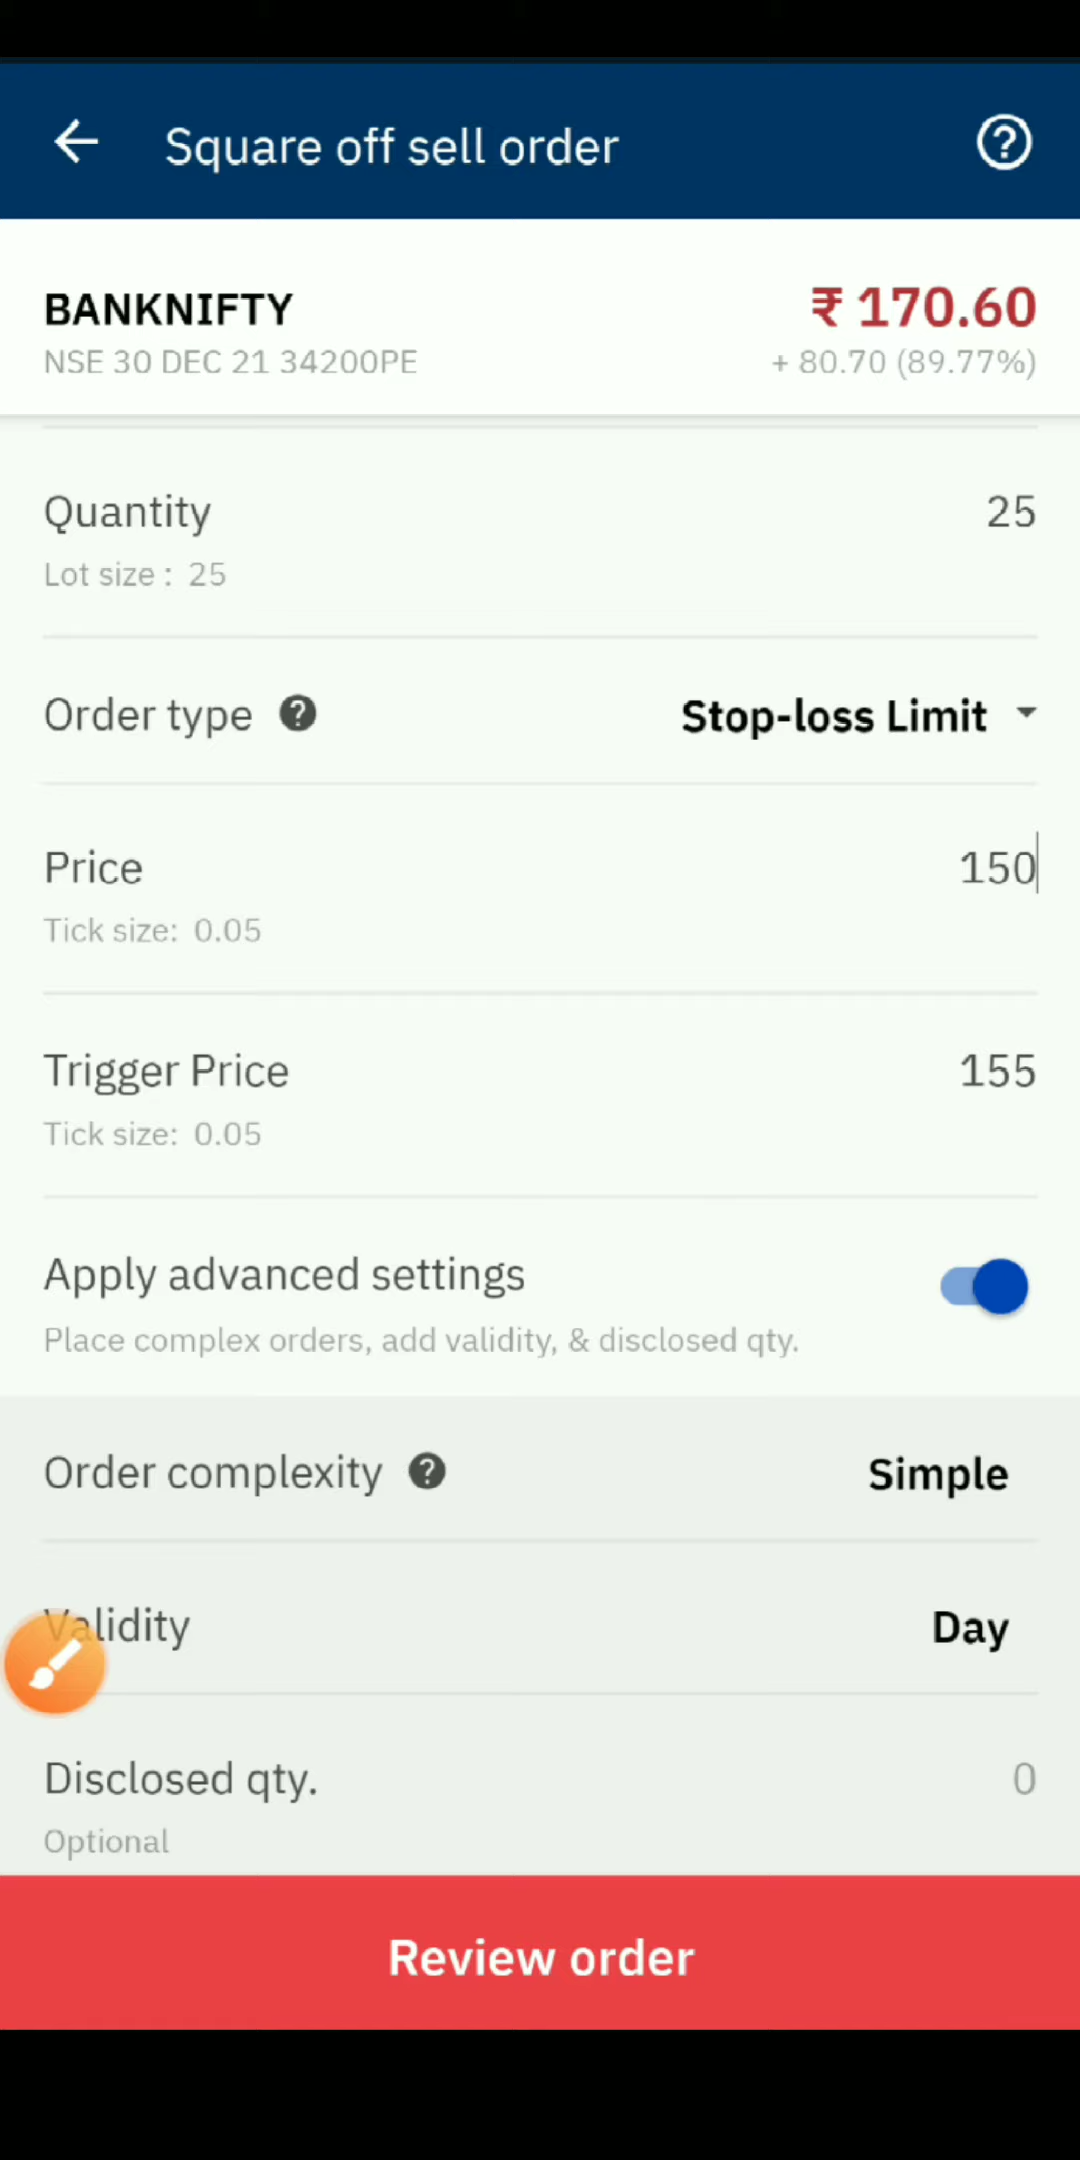 Square off sell order
BANKNIFTY
₹ 170.60
NSE 30 DEC 21 34200PE
+ 80.70 (89.77%)
Quantity
25
Lot size : 25
Order type ?
Stop-loss Limit
Price
150
Tick size: 0.05
Trigger Price
155
Tick size: 0.05
Apply advanced settings
Place complex orders, add validity, & disclosed qty.
Order complexity ?
Simple
Validity
Day
Disclosed qty.
0
Optional
Review order